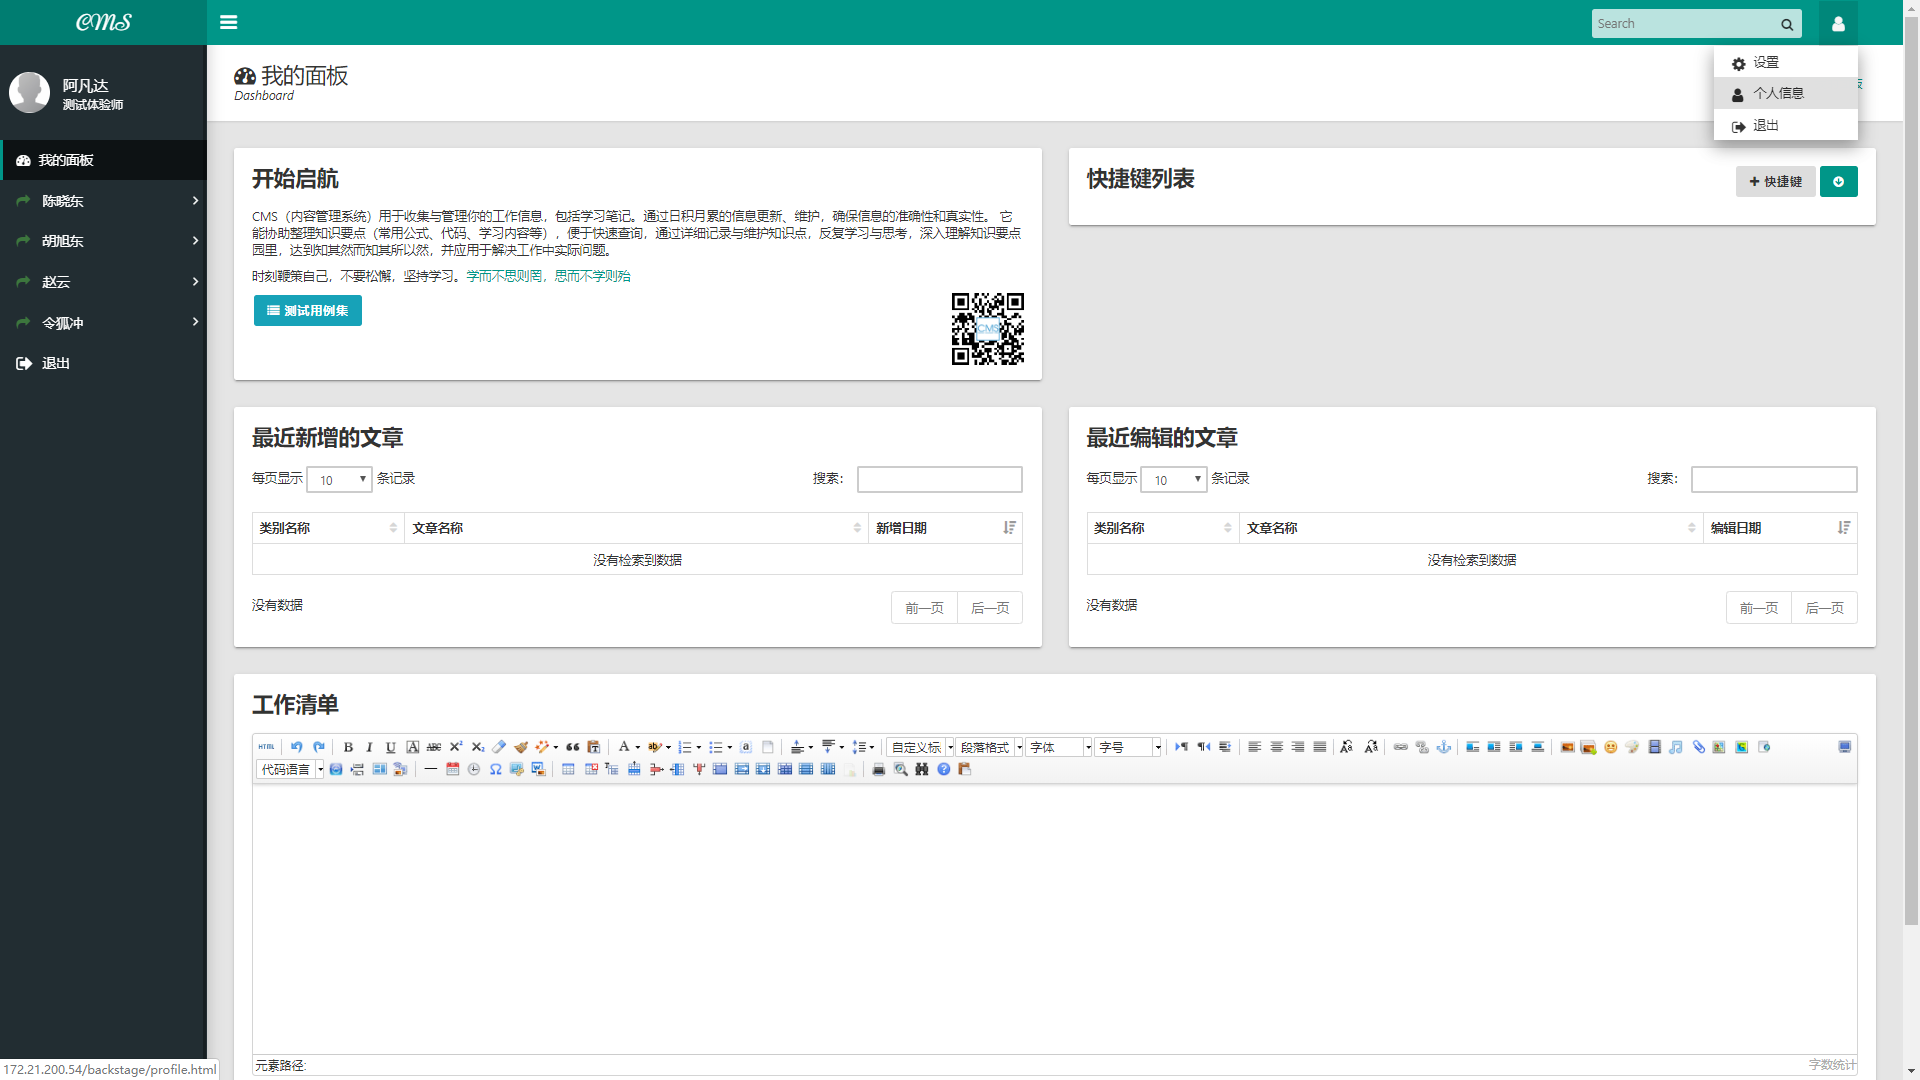 CMS
Search
设置
个人信息
退出
阿凡达
测试体验师
我的面板
陈晓东
胡旭东
赵云
令狐冲
退出
我的面板
Dashboard
开始启航
CMS（内容管理系统）用于收集与管理你的工作信息，包括学习笔记。通过日积月累的信息更新、维护，确保信息的准确性和真实性。 它
能协助整理知识要点（常用公式、代码、学习内容等），便于快速查询，通过详细记录与维护知识点，反复学习与思考，深入理解知识要点
园里，达到知其然而知其所以然，并应用于解决工作中实际问题。
时刻鞭策自己，不要松懈，坚持学习。学而不思则罔，思而不学则殆
测试用例集
CMS
快捷键列表
快捷键
最近新增的文章
每页显示 10 条记录 搜索：
类别名称 文章名称 新增日期
没有检索到数据
没有数据 前一页 后一页
最近编辑的文章
每页显示 10 条记录 搜索：
类别名称 文章名称 编辑日期
没有检索到数据
没有数据 前一页 后一页
工作清单
HTML B I U A ABC X² X₂ A ab a 自定义标 段落格式 字体 字号
代码语言 Ω
元素路径: 字数统计
172.21.200.54/backstage/profile.html